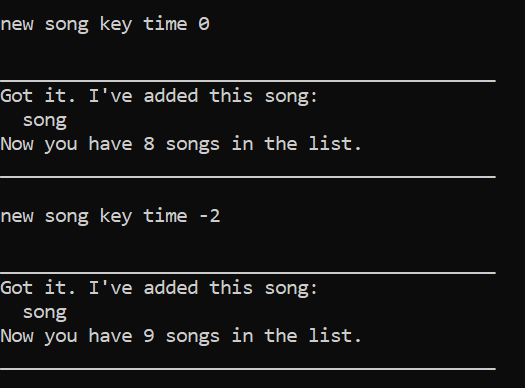 new song key time 0
Got it. I've added this song:
song
Now you have 8 songs in the list.
new song key time -2
Got it. I've added this song:
song
Now you have 9 songs in the list.